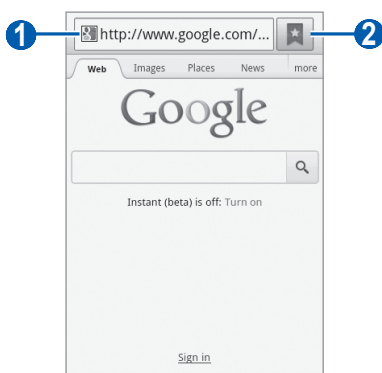 1 http://www.google.com/... 2
Web Images Places News more
Google
Instant (beta) is off: Turn on
Sign in